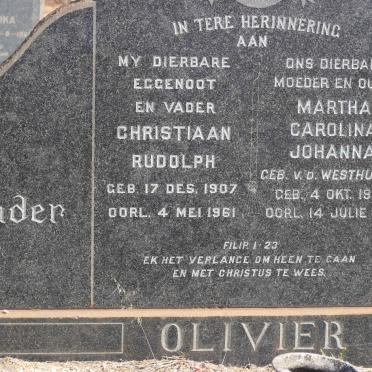 IN TERE HERINNERING
AAN
MY DIERBARE
EGGENOOT
EN VADER
CHRISTIAAN
RUDOLPH
GEB. 17 DES. 1907
OORL. 4 MEI 1961
ONS DIERBA
MOEDER EN OU
MARTHA
CAROLINA
JOHANNA
GEB. V.D. WESTHU
GEB. 4 OKT. 19
OORL. 14 JULIE
FILIP. 1-23
EK HET VERLANGE OM HEEN TE GAAN
EN MET CHRISTUS TE WEES.
nder
OLIVIER